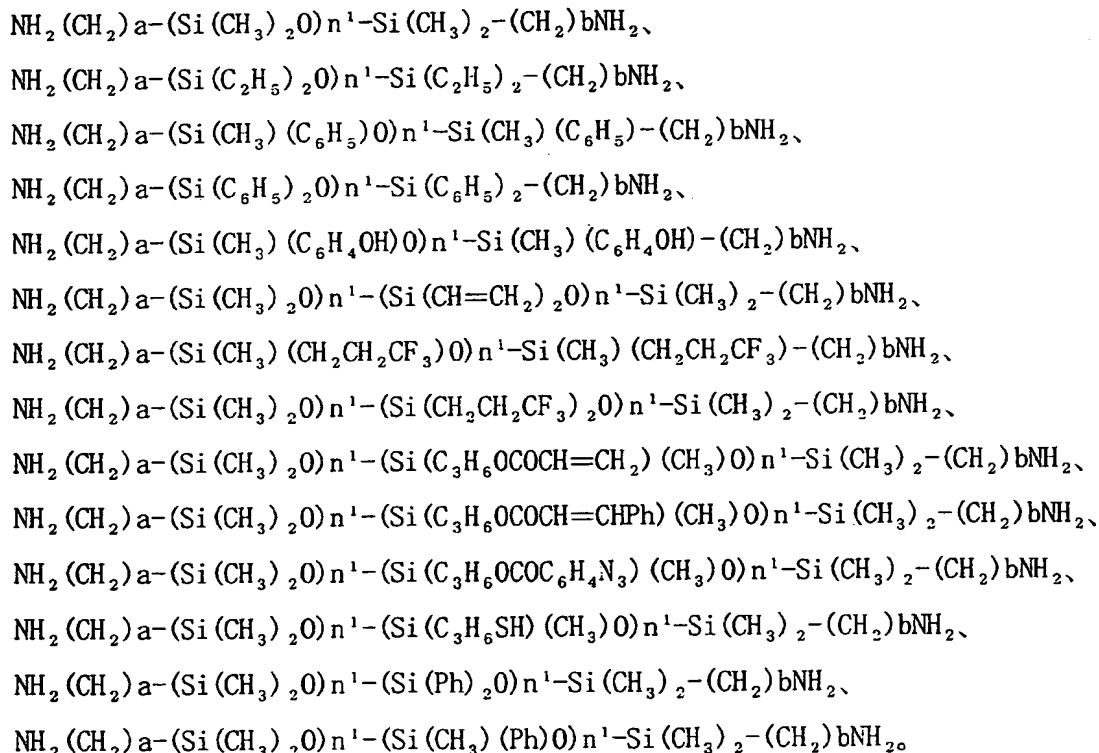 NH₂(CH₂)a-(Si(CH₃)₂O)n¹-Si(CH₃)₂-(CH₂)bNH₂、
NH₂(CH₂)a-(Si(C₂H₅)₂O)n¹-Si(C₂H₅)₂-(CH₂)bNH₂、
NH₂(CH₂)a-(Si(CH₃)(C₆H₅)O)n¹-Si(CH₃)(C₆H₅)-(CH₂)bNH₂、
NH₂(CH₂)a-(Si(C₆H₅)₂O)n¹-Si(C₆H₅)₂-(CH₂)bNH₂、
NH₂(CH₂)a-(Si(CH₃)(C₆H₄OH)O)n¹-Si(CH₃)(C₆H₄OH)-(CH₂)bNH₂、
NH₂(CH₂)a-(Si(CH₃)₂O)n¹-(Si(CH=CH₂)₂O)n¹-Si(CH₃)₂-(CH₂)bNH₂、
NH₂(CH₂)a-(Si(CH₃)(CH₂CH₂CF₃)O)n¹-Si(CH₃)(CH₂CH₂CF₃)-(CH₂)bNH₂、
NH₂(CH₂)a-(Si(CH₃)₂O)n¹-(Si(CH₂CH₂CF₃)₂O)n¹-Si(CH₃)₂-(CH₂)bNH₂、
NH₂(CH₂)a-(Si(CH₃)₂O)n¹-(Si(C₃H₆OCOCH=CH₂)(CH₃)O)n¹-Si(CH₃)₂-(CH₂)bNH₂、
NH₂(CH₂)a-(Si(CH₃)₂O)n¹-(Si(C₃H₆OCOCH=CHPh)(CH₃)O)n¹-Si(CH₃)₂-(CH₂)bNH₂、
NH₂(CH₂)a-(Si(CH₃)₂O)n¹-(Si(C₃H₆OCOC₆H₄N₃)(CH₃)O)n¹-Si(CH₃)₂-(CH₂)bNH₂、
NH₂(CH₂)a-(Si(CH₃)₂O)n¹-(Si(C₃H₆SH)(CH₃)O)n¹-Si(CH₃)₂-(CH₂)bNH₂、
NH₂(CH₂)a-(Si(CH₃)₂O)n¹-(Si(Ph)₂O)n¹-Si(CH₃)₂-(CH₂)bNH₂、
NH₂(CH₂)a-(Si(CH₃)₂O)n¹-(Si(CH₃)(Ph)O)n¹-Si(CH₃)₂-(CH₂)bNH₂。